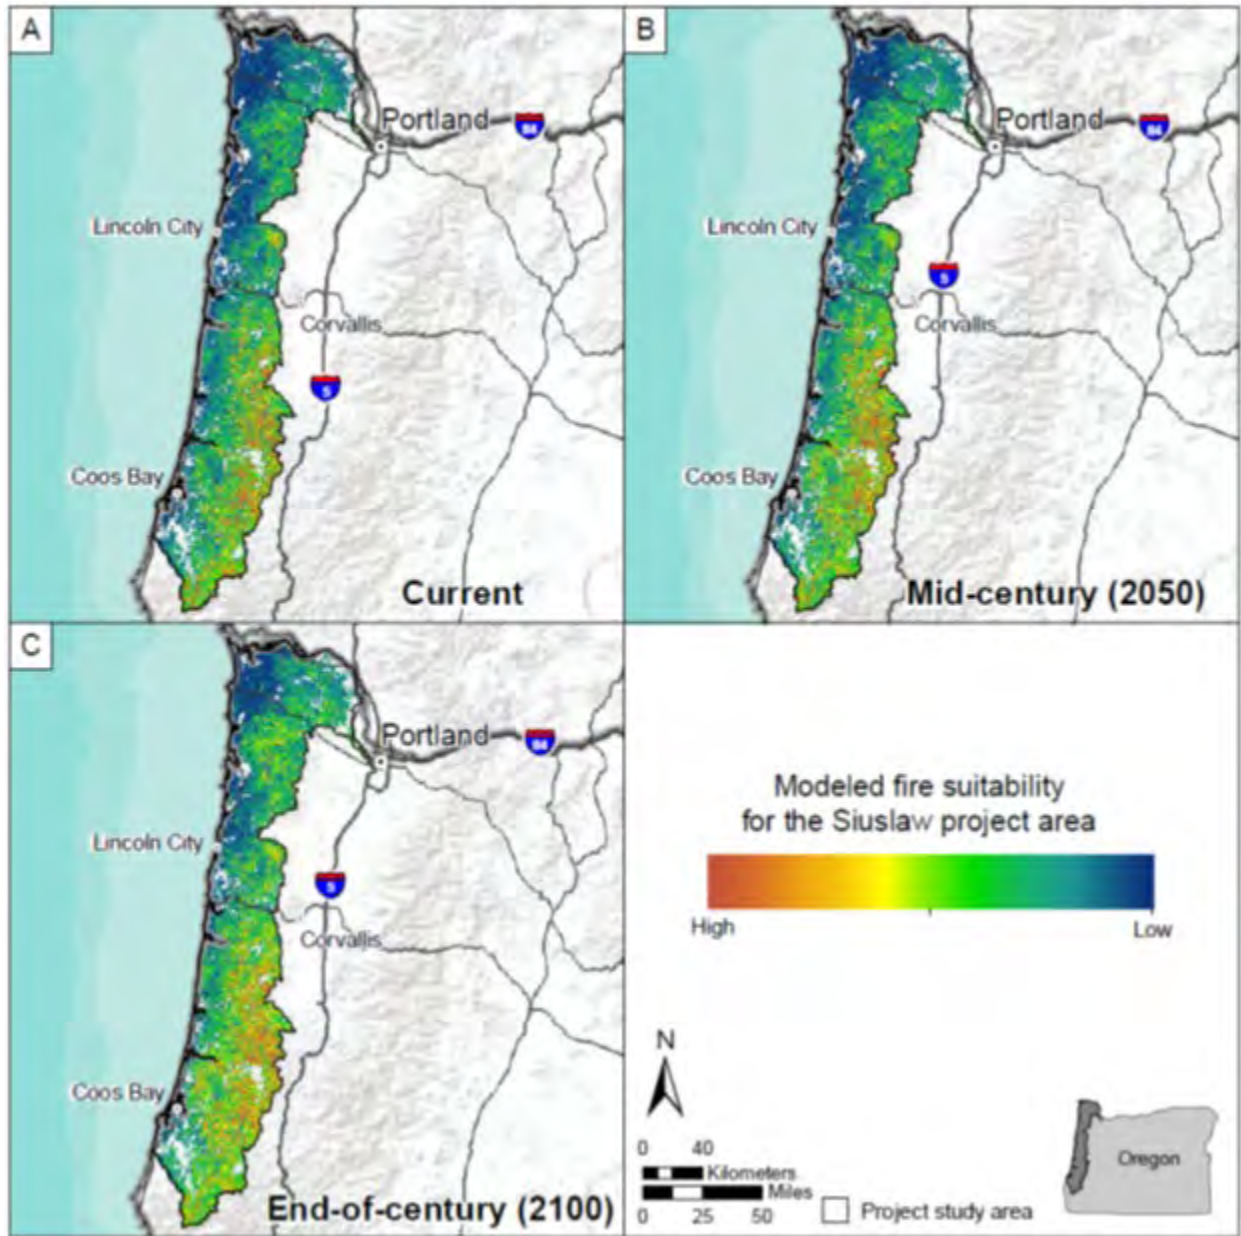 A
Portland
84
Lincoln City
Corvallis
5
Coos Bay
Current
B
Portland
84
Lincoln City
5
Corvallis
Coos Bay
Mid-century (2050)
C
Portland
84
Lincoln City
5
Corvallis
Coos Bay
End-of-century (2100)
Modeled fire suitability
for the Siuslaw project area
High
Low
N
0 40
Kilometers
Miles
0 25 50
Project study area
Oregon